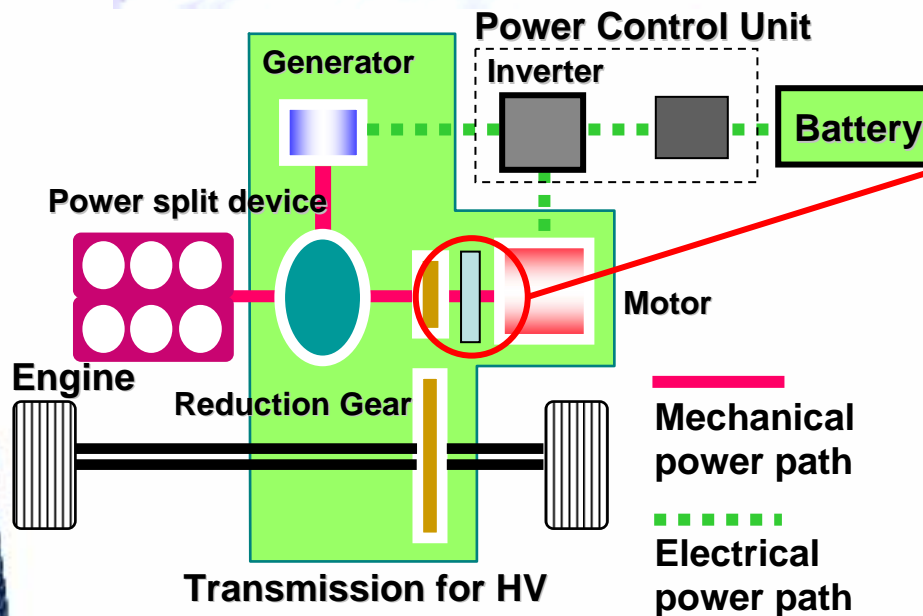 Power Control Unit
Generator
Inverter
Battery
Power split device
Motor
Engine
Reduction Gear
Mechanical
power path
Electrical
power path
Transmission for HV